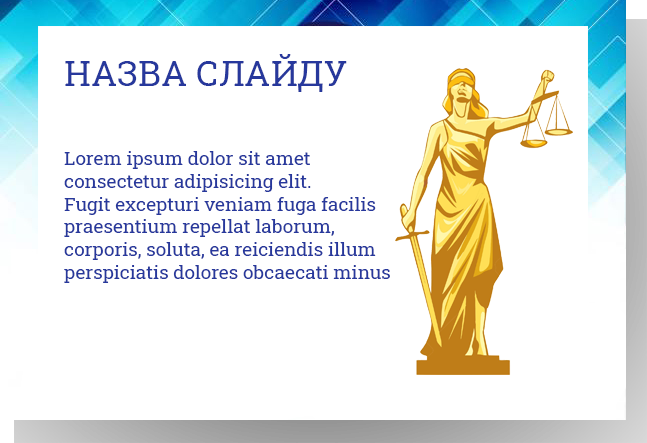 НАЗВА СЛАЙДУ
Lorem ipsum dolor sit amet
consectetur adipisicing elit.
Fugit excepturi veniam fuga facilis
praesentium repellat laborum,
corporis, soluta, ea reiciendis illum
perspiciatis dolores obcaecati minus